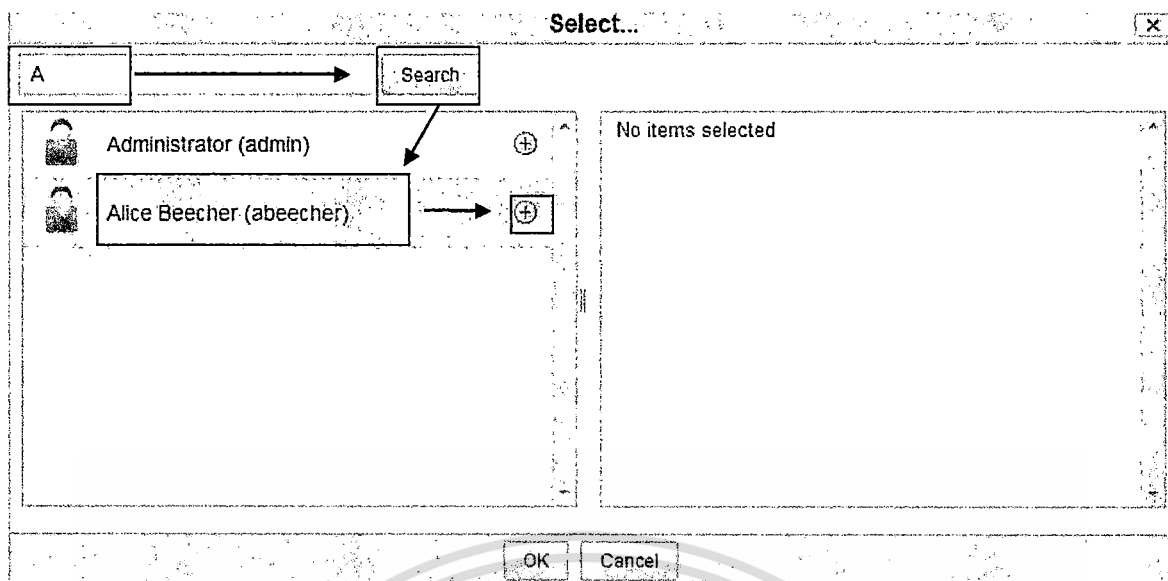 Select...
A
Search
Administrator (admin)
Alice Beecher (abeecher)
No items selected
OK
Cancel